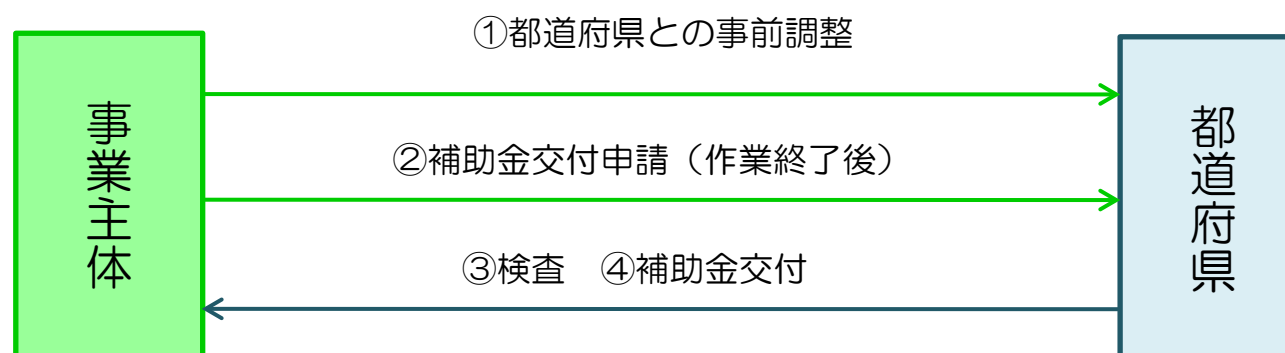 ①都道府県との事前調整
事業主体
②補助金交付申請（作業終了後）
都道府県
③検査　④補助金交付